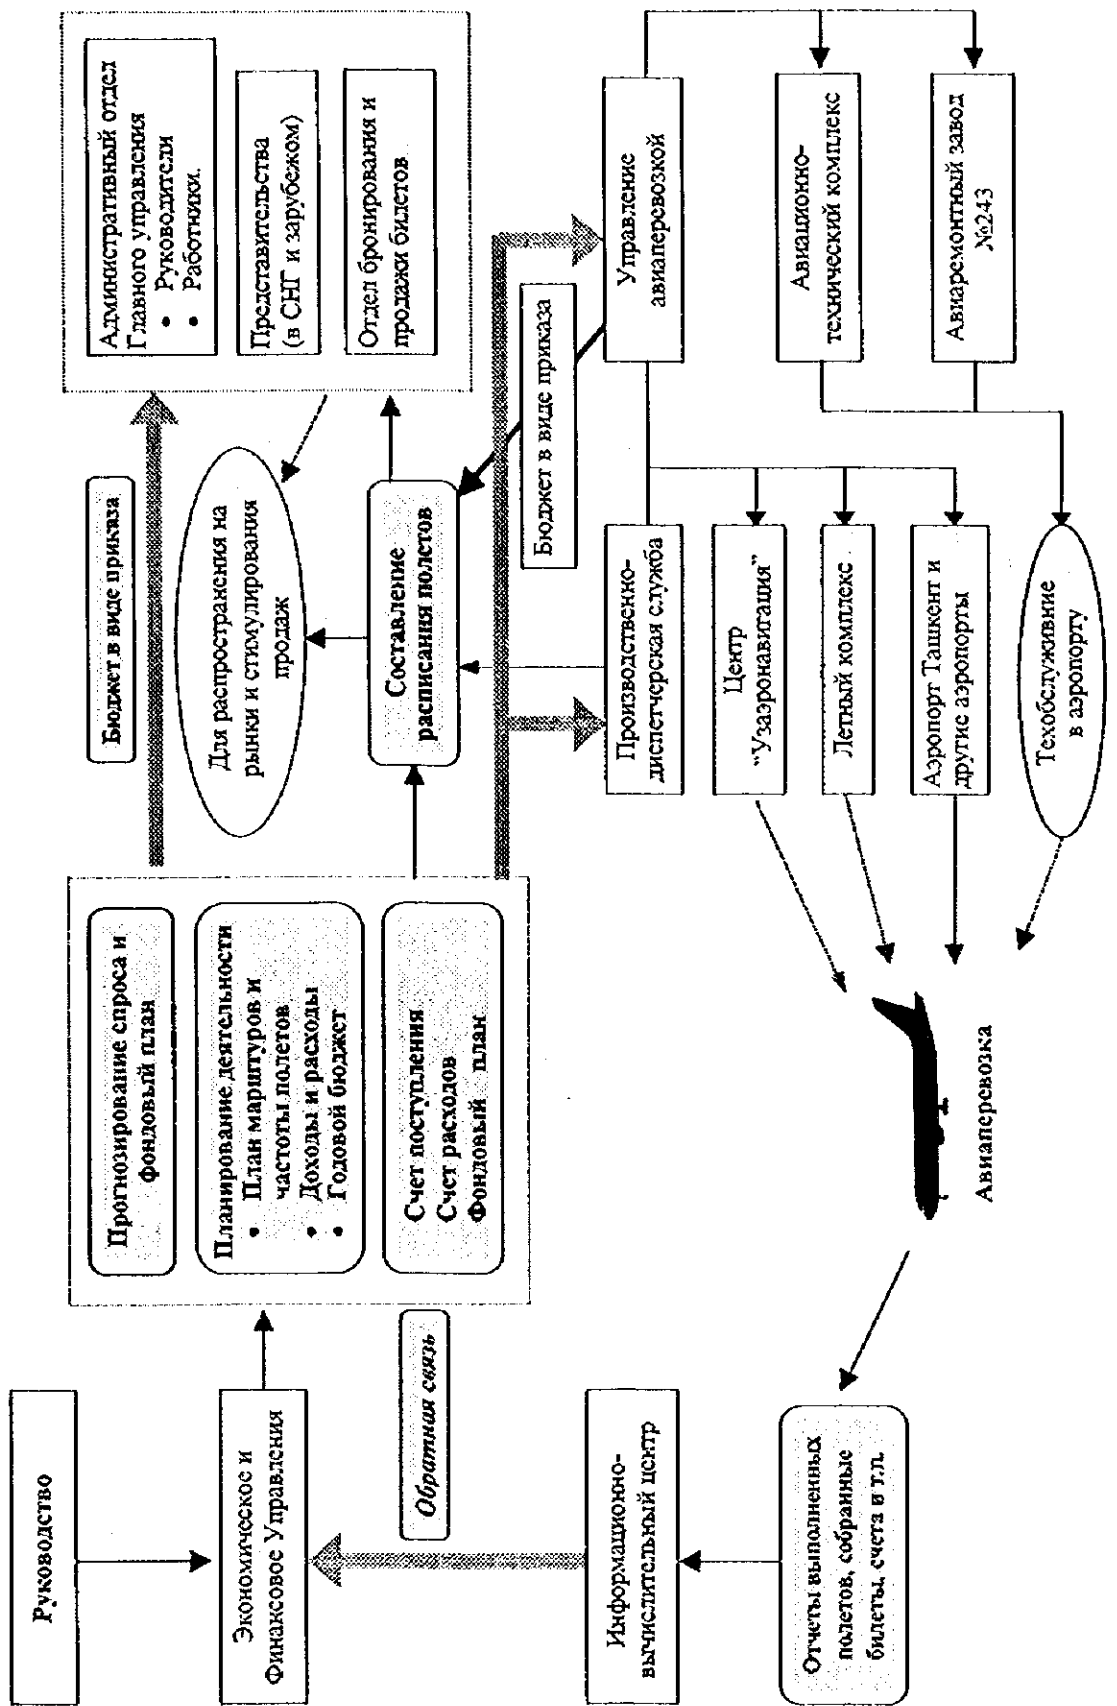 Руководство
Экономическое и
Финаксовое Управления
Обратная связь
Информационно-
вычислительный центр
Отчеты выполненных
полетов, собранные
билеты, счета и т.п.
Прогнозирование спроса и
фондовый план
Планирование деятельности
• План марштуров и
частоты полетов
• Доходы и расходы
• Годовой бюджет
Счет поступления
Счет расходов
Фондовый план
Авиаперевозка
Бюджет в виде приказа
Для распространения на
рынки и стимулирования
продаж
Составление
расписания полетов
Бюджет в виде приказа
Производственно-
диспетчерская служба
Центр
“Узаэронавигация”
Летный комплекс
Аэропорт Ташкент и
другие аэропорты
Техобслуживние
в аэропорту
Административный отдел
Главного управления
• Руководители
• Работники.
Представительства
(в СНГ и зарубежом)
Отдел бронирования и
продажи билетов
Управление
авиаперевозкой
Авиационно-
технический комплекс
Авиаремонтный завод
№243